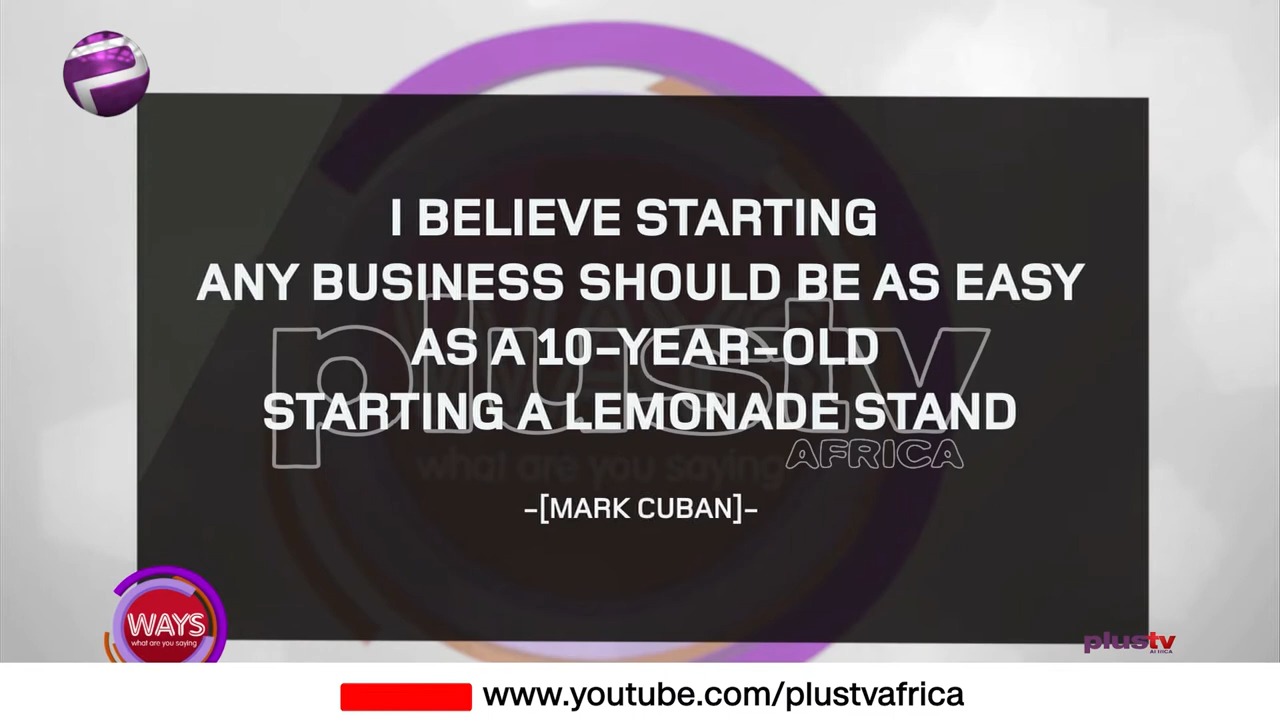 I BELIEVE STARTING
ANY BUSINESS SHOULD BE AS EASY
AS A 10-YEAR-OLD
STARTING A LEMONADE STAND
plustv
AFRICA
what are you saying
-[MARK CUBAN]-
WAYS
what are you saying
plustv
AFRICA
www.youtube.com/plustvafrica